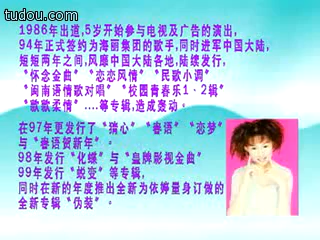 tudou.com
1986年出道,5岁开始参与电视及广告的演出,
94年正式签约为海丽集团的歌手,同时进军中国大陆,
短短两年之间,风靡中国大陆各地,陆续发行,
〝怀念金曲〞〝恋恋风情〞〝民歌小调〞
〝闽南语情歌对唱〞〝校园青春乐1、2辑〞
〝歌歌柔情〞....等专辑,造成轰动。
在97年更发行了〝猜心〞〝春语〞〝恋梦〞
与〝春语贺新年〞。
98年发行〝化蝶〞与〝皇牌影视金曲〞
99年发行〝蜕变〞等专辑,
同时在新的年度推出全新为依婷量身订做的
全新专辑〝伪装〞。